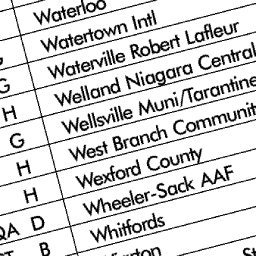 Waterloo
Watertown Intl
G Waterville Robert Lafleur
H Welland Niagara Central
G Wellsville Muni/Tarantine
H West Branch Communit
H Wexford County
QA D Wheeler-Sack AAF
B Whitfords